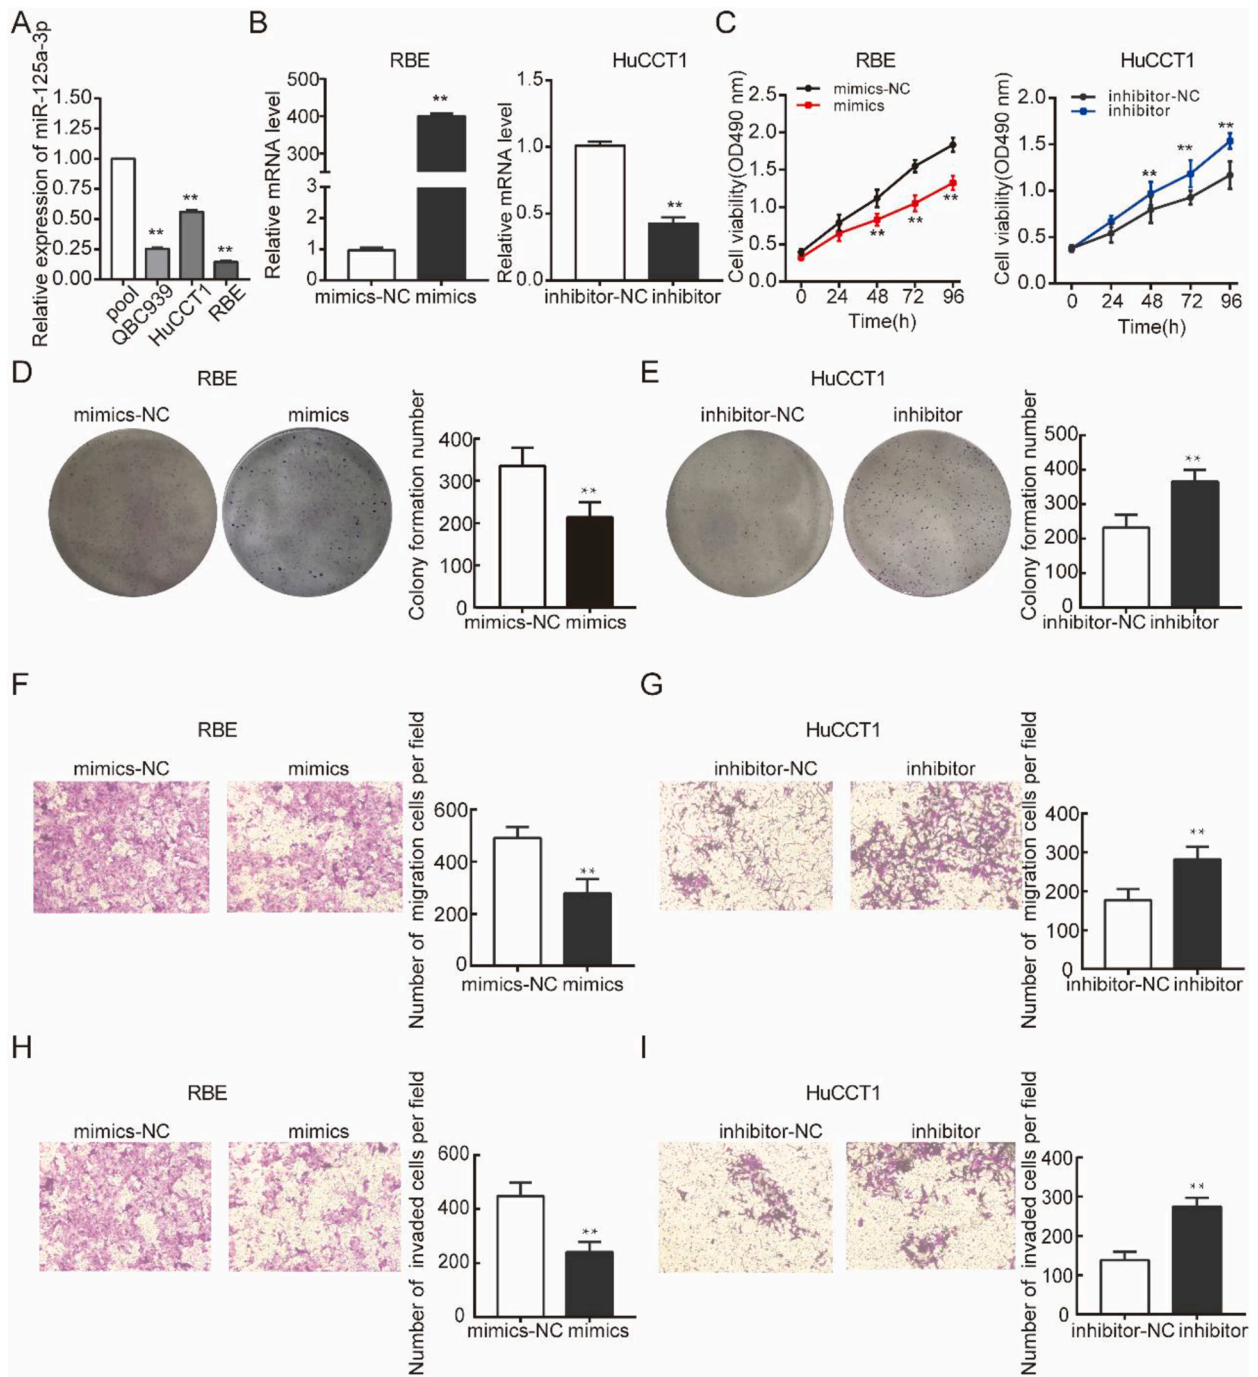 A
Relative expression of miR-125a-3p
1.50
1.25
1.00
0.75
0.50
0.25
0.00
**
**
**
pool
QBC939
HuCCT1
RBE
B
RBE
Relative mRNA level
500
400
300
3
2
1
0
**
mimics-NC mimics
HuCCT1
Relative mRNA level
1.5
1.0
0.5
0.0
**
inhibitor-NC inhibitor
C
RBE
mimics-NC
mimics
Cell viability(OD490 nm)
2.5
2.0
1.5
1.0
0.5
0.0
**
**
**
0 24 48 72 96
Time(h)
HuCCT1
inhibitor-NC
inhibitor
Cell viability(OD490 nm)
2.0
1.5
1.0
0.5
0.0
**
**
**
0 24 48 72 96
Time(h)
D
RBE
mimics-NC
mimics
Colony formation number
400
300
200
100
0
**
mimics-NC mimics
E
HuCCT1
inhibitor-NC
inhibitor
Colony formation number
500
400
300
200
100
0
**
inhibitor-NC inhibitor
F
RBE
mimics-NC
mimics
Number of migration cells per field
600
400
200
0
**
mimics-NC mimics
G
HuCCT1
inhibitor-NC
inhibitor
Number of migration cells per field
400
300
200
100
0
**
inhibitor-NC inhibitor
H
RBE
mimics-NC
mimics
Number of invaded cells per field
600
400
200
0
**
mimics-NC mimics
I
HuCCT1
inhibitor-NC
inhibitor
Number of invaded cells per field
400
300
200
100
0
**
inhibitor-NC inhibitor